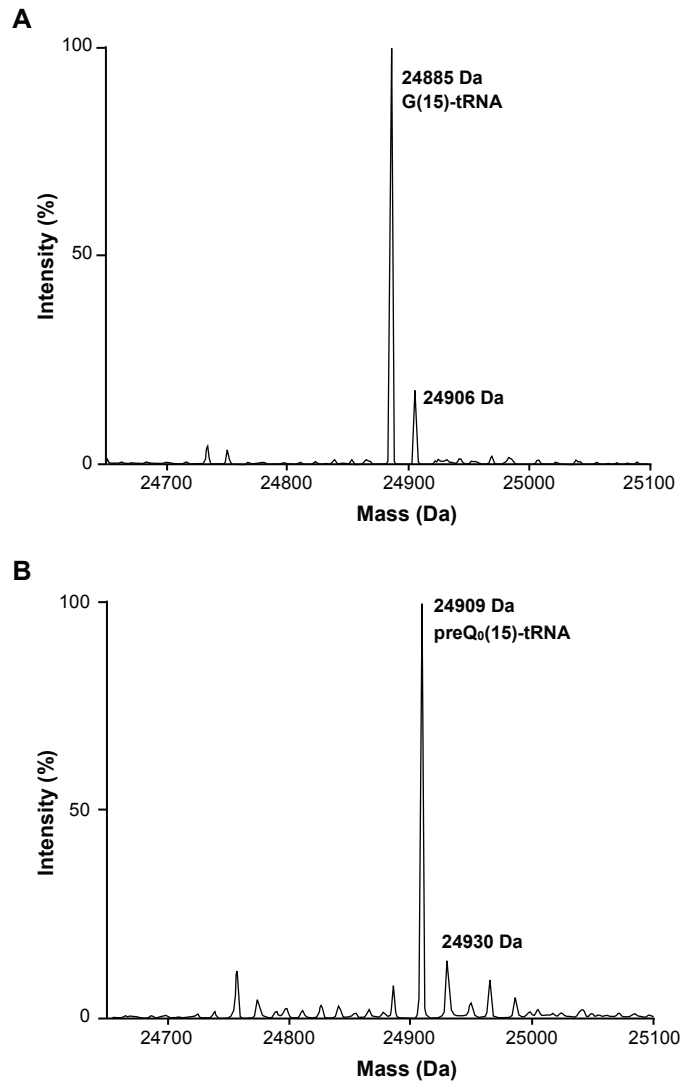 A
100
50
0
Intensity (%)
24885 Da
G(15)-tRNA
24906 Da
24700 24800 24900 25000 25100
Mass (Da)
B
100
50
0
Intensity (%)
24909 Da
preQ₀(15)-tRNA
24930 Da
24700 24800 24900 25000 25100
Mass (Da)